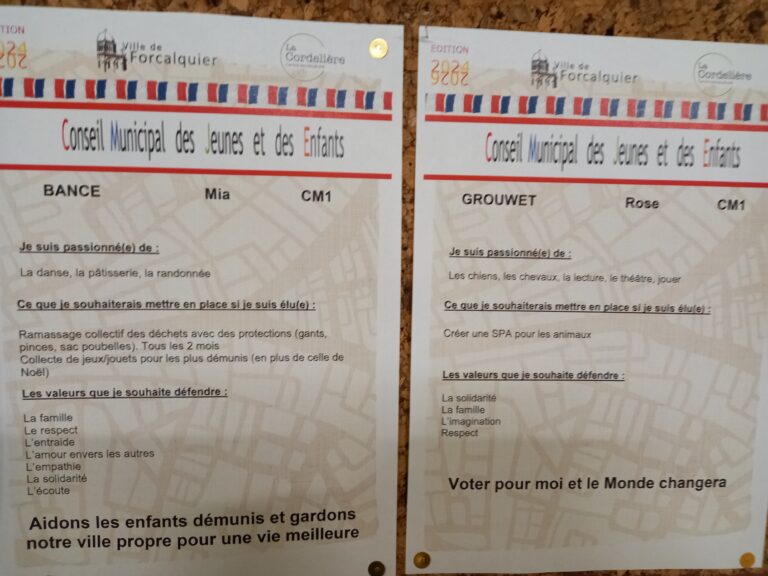 TION
2024
2025
Ville de
Forcalquier
La
Cordelière
Conseil Municipal des Jeunes et des Enfants
BANCE Mia CM1
Je suis passionné(e) de :
La danse, la pâtisserie, la randonnée
Ce que je souhaiterais mettre en place si je suis élu(e) :
Ramassage collectif des déchets avec des protections (gants,
pinces, sac poubelles). Tous les 2 mois
Collecte de jeux/jouets pour les plus démunis (en plus de celle de
Noël)
Les valeurs que je souhaite défendre :
La famille
Le respect
L'entraide
L'amour envers les autres
L'empathie
La solidarité
L'écoute
Aidons les enfants démunis et gardons
notre ville propre pour une vie meilleure
EDITION
2024
2025
Ville de
Forcalquier
La
Cordelière
Conseil Municipal des Jeunes et des Enfants
GROUWET Rose CM1
Je suis passionné(e) de :
Les chiens, les chevaux, la lecture, le théâtre, jouer
Ce que je souhaiterais mettre en place si je suis élu(e) :
Créer une SPA pour les animaux
Les valeurs que je souhaite défendre :
La solidarité
La famille
L'imagination
Respect
Voter pour moi et le Monde changera